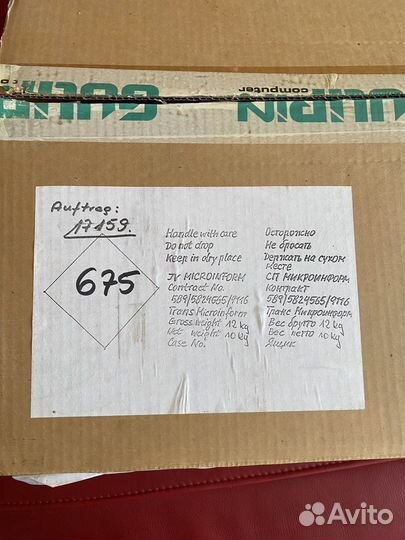 computer
Auftrag:
17159.
675
Handle with care
Do not drop
Keep in dry place
JV MICROINFORM
Contract No.
589/5824565/9116
Trans Microinform
Gross weight 12 kg
Net weight 10 kg
Case No.
Осторожно
Не бросать
Держать на сухом
месте
СП МИКРОИНФОРМ
Контракт
589/5824565/9116
Транс Микроинформ
Вес брутто 12 kg
Вес нетто 10 kg
Ящик
Avito